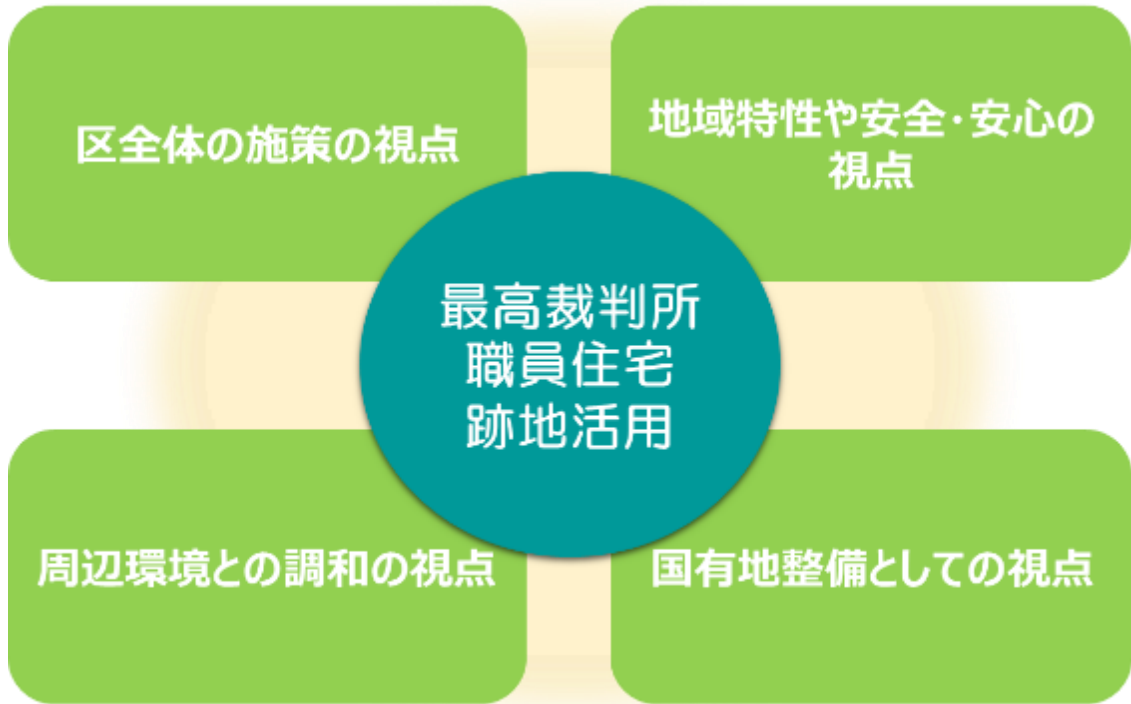 区全体の施策の視点
地域特性や安全・安心の
視点
最高裁判所
職員住宅
跡地活用
周辺環境との調和の視点
国有地整備としての視点